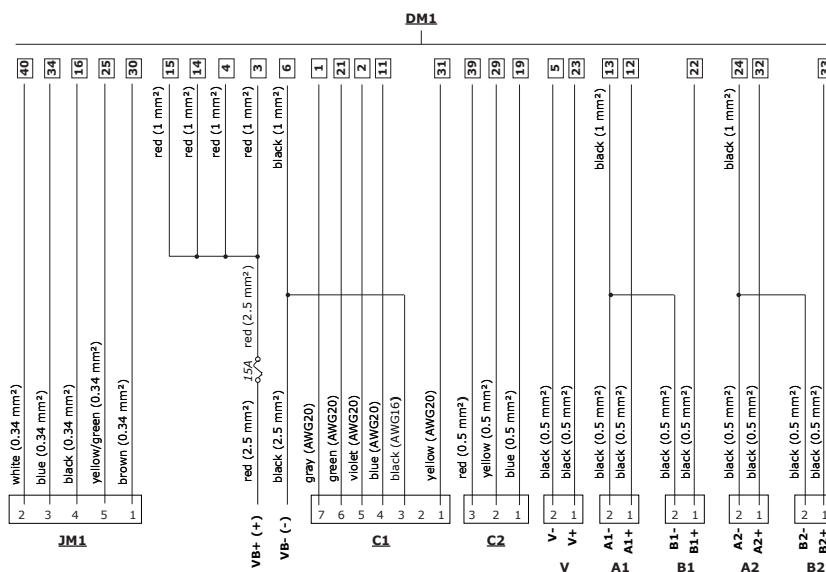 DM1
40 34 16 25 30 15 14 4 3 6 1 21 2 11 31 39 29 19 5 23 13 12 22 24 32 33
red (1 mm²)
red (1 mm²)
red (1 mm²)
red (1 mm²)
black (1 mm²)
black (1 mm²)
black (1 mm²)
red (2.5 mm²)
15A
white (0.34 mm²)
blue (0.34 mm²)
black (0.34 mm²)
yellow/green (0.34 mm²)
brown (0.34 mm²)
red (2.5 mm²)
black (2.5 mm²)
gray (AWG20)
green (AWG20)
violet (AWG20)
blue (AWG20)
black (AWG16)
yellow (AWG20)
red (0.5 mm²)
yellow (0.5 mm²)
blue (0.5 mm²)
black (0.5 mm²)
black (0.5 mm²)
black (0.5 mm²)
black (0.5 mm²)
black (0.5 mm²)
black (0.5 mm²)
black (0.5 mm²)
black (0.5 mm²)
black (0.5 mm²)
black (0.5 mm²)
2 3 4 5 1 7 6 5 4 3 2 1 3 2 1 2 1 2 1 2 1 2 1 2 1
VB+ (+)
VB- (-)
V-
V+
A1-
A1+
B1-
B1+
A2-
A2+
B2-
B2+
JM1 C1 C2
V A1 B1 A2 B2